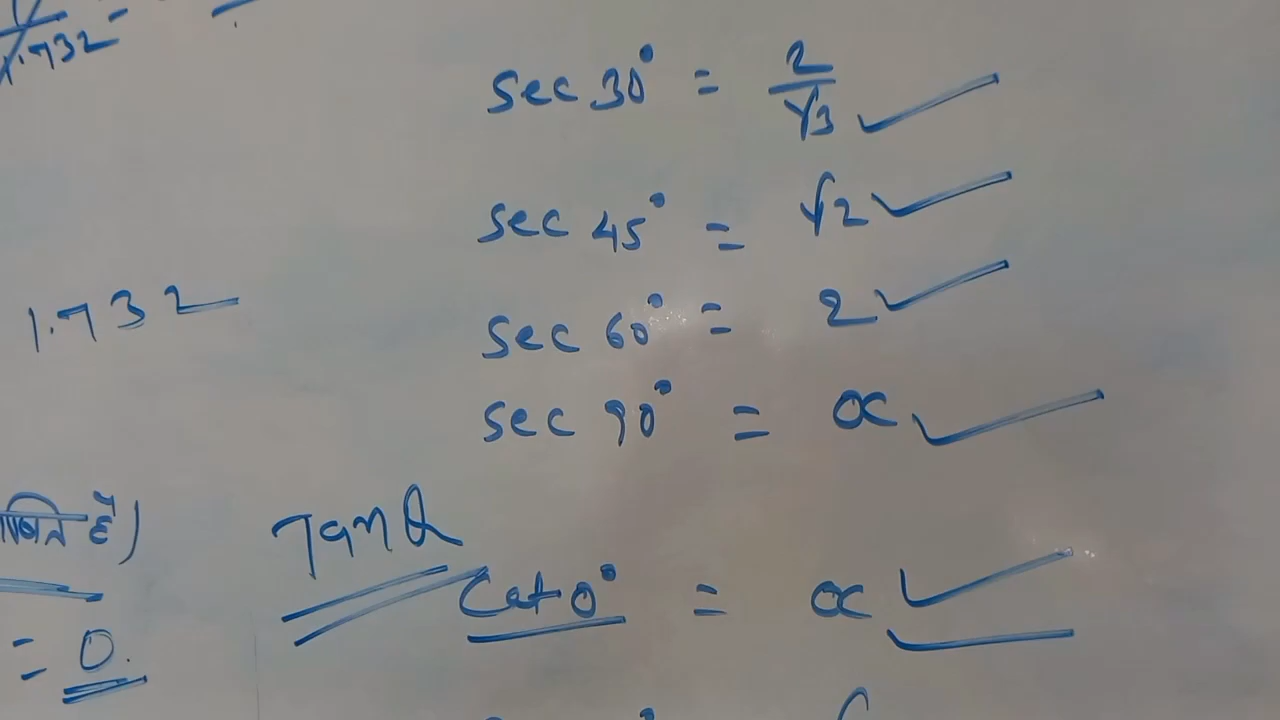 1.732 =
sec 30° = 2/√3
sec 45° = √2
1.732
sec 60° = 2
sec 90° = ∝
है)
Tanθ
Cot 0° = ∝
= 0.